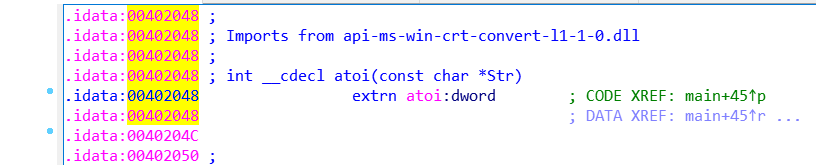 .idata:00402048 ;
.idata:00402048 ; Imports from api-ms-win-crt-convert-l1-1-0.dll
.idata:00402048 ;
.idata:00402048 ; int __cdecl atoi(const char *Str)
.idata:00402048 extrn atoi:dword ; CODE XREF: main+45↑p
.idata:00402048 ; DATA XREF: main+45↑r ...
.idata:0040204C
.idata:00402050 ;